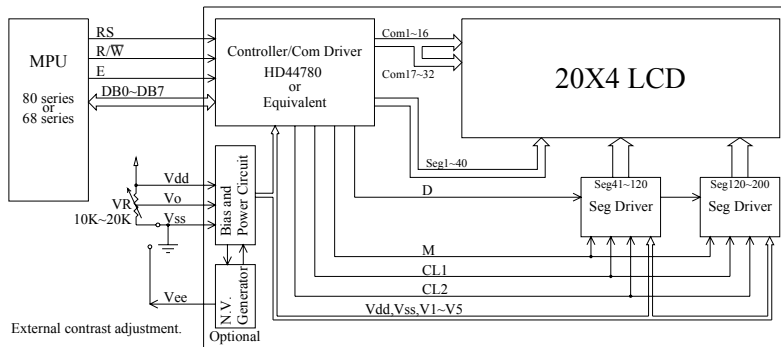 RS
R/W
E
DB0~DB7
MPU
80 series
or
68 series
Controller/Com Driver
HD44780
or
Equivalent
Com1~16
Com17~32
20X4 LCD
Seg1~40
Vdd
Vo
VR
10K~20K
Vss
Bias and
Power Circuit
D
Seg41~120
Seg Driver
Seg120~200
Seg Driver
M
CL1
CL2
Vdd,Vss,V1~V5
Vee
N.V.
Generator
Optional
External contrast adjustment.